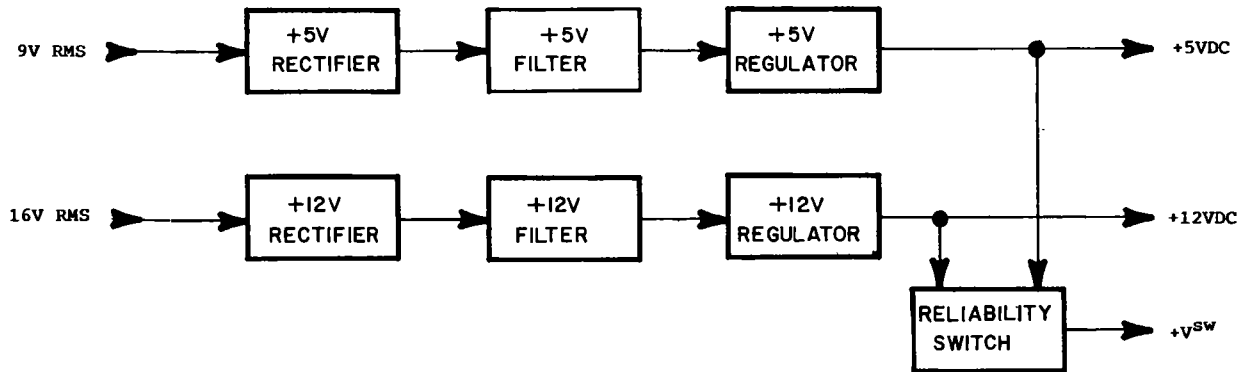 9V RMS
+5V
RECTIFIER
+5V
FILTER
+5V
REGULATOR
+5VDC
16V RMS
+12V
RECTIFIER
+12V
FILTER
+12V
REGULATOR
+12VDC
RELIABILITY
SWITCH
+Vsw